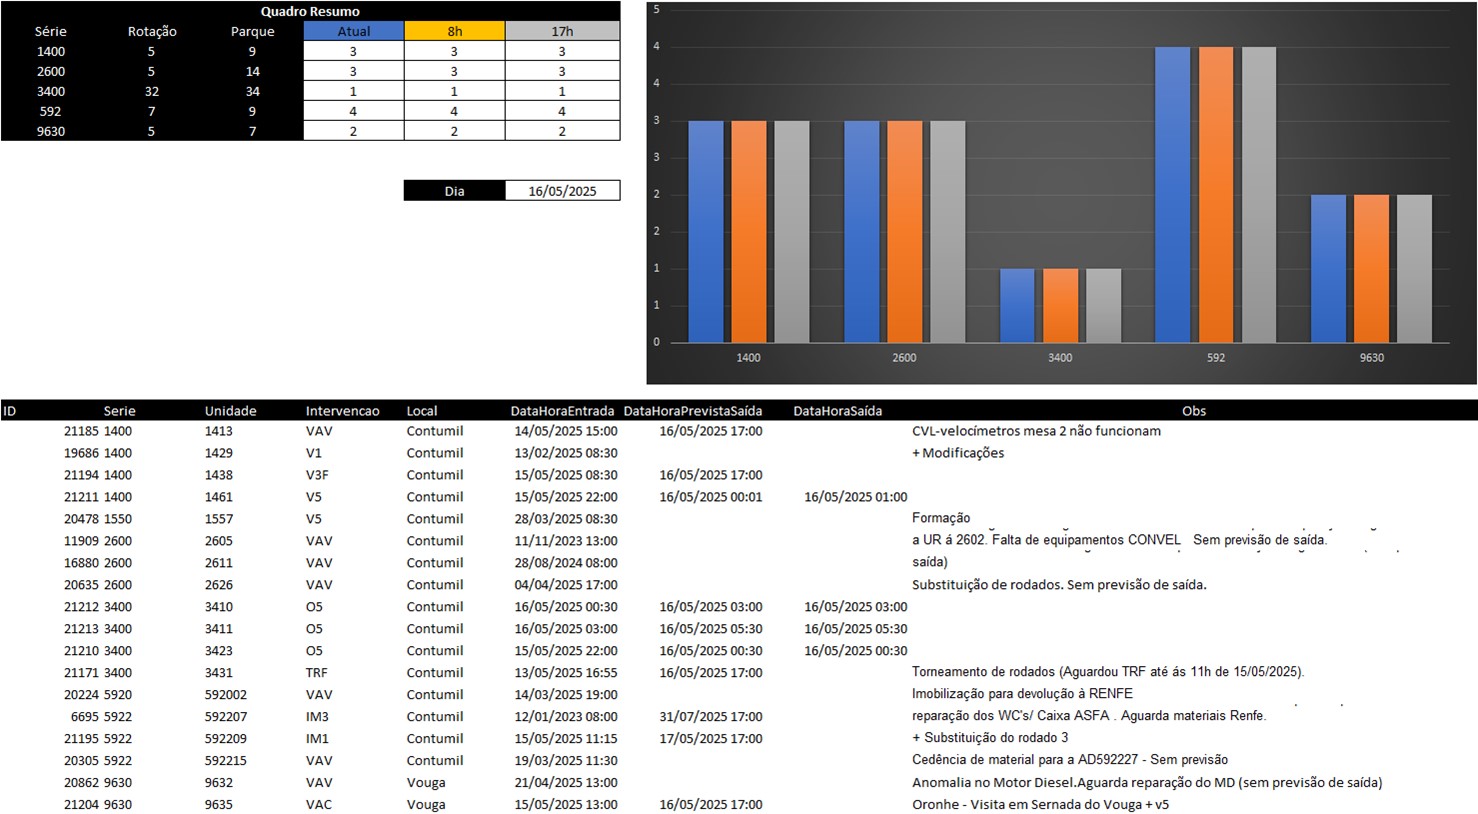 Quadro Resumo
Série Rotação Parque Atual 8h 17h
1400 5 9 3 3 3
2600 5 14 3 3 3
3400 32 34 1 1 1
592 7 9 4 4 4
9630 5 7 2 2 2
Dia 16/05/2025
5
4
4
3
3
2
2
1
1
0
1400 2600 3400 592 9630
ID Serie Unidade Intervencao Local DataHoraEntrada DataHoraPrevistaSaída DataHoraSaída Obs
21185 1400 1413 VAV Contumil 14/05/2025 15:00 16/05/2025 17:00 CVL-velocímetros mesa 2 não funcionam
19686 1400 1429 V1 Contumil 13/02/2025 08:30 + Modificações
21194 1400 1438 V3F Contumil 15/05/2025 08:30 16/05/2025 17:00
21211 1400 1461 V5 Contumil 15/05/2025 22:00 16/05/2025 00:01 16/05/2025 01:00
20478 1550 1557 V5 Contumil 28/03/2025 08:30 Formação
11909 2600 2605 VAV Contumil 11/11/2023 13:00 a UR á 2602. Falta de equipamentos CONVEL Sem previsão de saída.
16880 2600 2611 VAV Contumil 28/08/2024 08:00 saída)
20635 2600 2626 VAV Contumil 04/04/2025 17:00 Substituição de rodados. Sem previsão de saída.
21212 3400 3410 O5 Contumil 16/05/2025 00:30 16/05/2025 03:00 16/05/2025 03:00
21213 3400 3411 O5 Contumil 16/05/2025 03:00 16/05/2025 05:30 16/05/2025 05:30
21210 3400 3423 O5 Contumil 15/05/2025 22:00 16/05/2025 00:30 16/05/2025 00:30
21171 3400 3431 TRF Contumil 13/05/2025 16:55 16/05/2025 17:00 Torneamento de rodados (Aguardou TRF até ás 11h de 15/05/2025).
20224 5920 592002 VAV Contumil 14/03/2025 19:00 Imobilização para devolução à RENFE
6695 5922 592207 IM3 Contumil 12/01/2023 08:00 31/07/2025 17:00 reparação dos WC's/ Caixa ASFA . Aguarda materiais Renfe.
21195 5922 592209 IM1 Contumil 15/05/2025 11:15 17/05/2025 17:00 + Substituição do rodado 3
20305 5922 592215 VAV Contumil 19/03/2025 11:30 Cedência de material para a AD592227 - Sem previsão
20862 9630 9632 VAV Vouga 21/04/2025 13:00 Anomalia no Motor Diesel.Aguarda reparação do MD (sem previsão de saída)
21204 9630 9635 VAC Vouga 15/05/2025 13:00 16/05/2025 17:00 Oronhe - Visita em Sernada do Vouga + v5